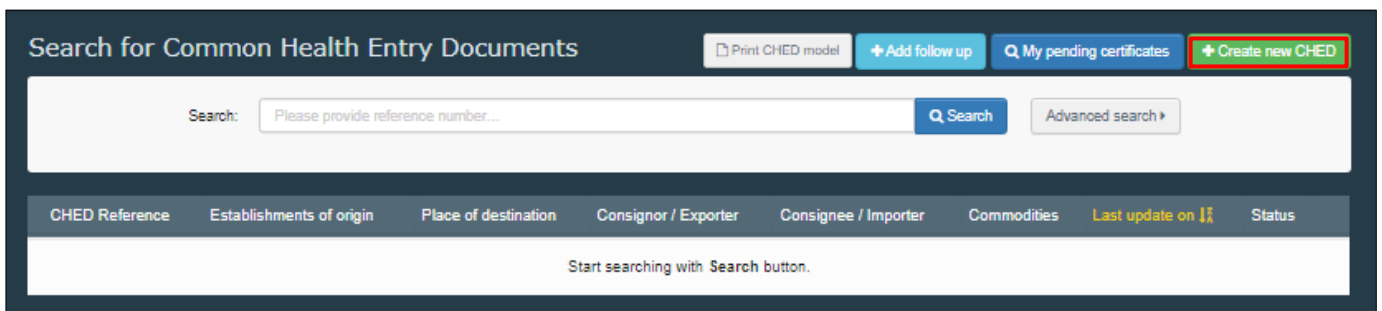 Search for Common Health Entry Documents
Print CHED model
+ Add follow up
My pending certificates
+ Create new CHED
Search:
Please provide reference number...
Search
Advanced search
CHED Reference Establishments of origin Place of destination Consignor / Exporter Consignee / Importer Commodities Last update on Status
Start searching with Search button.